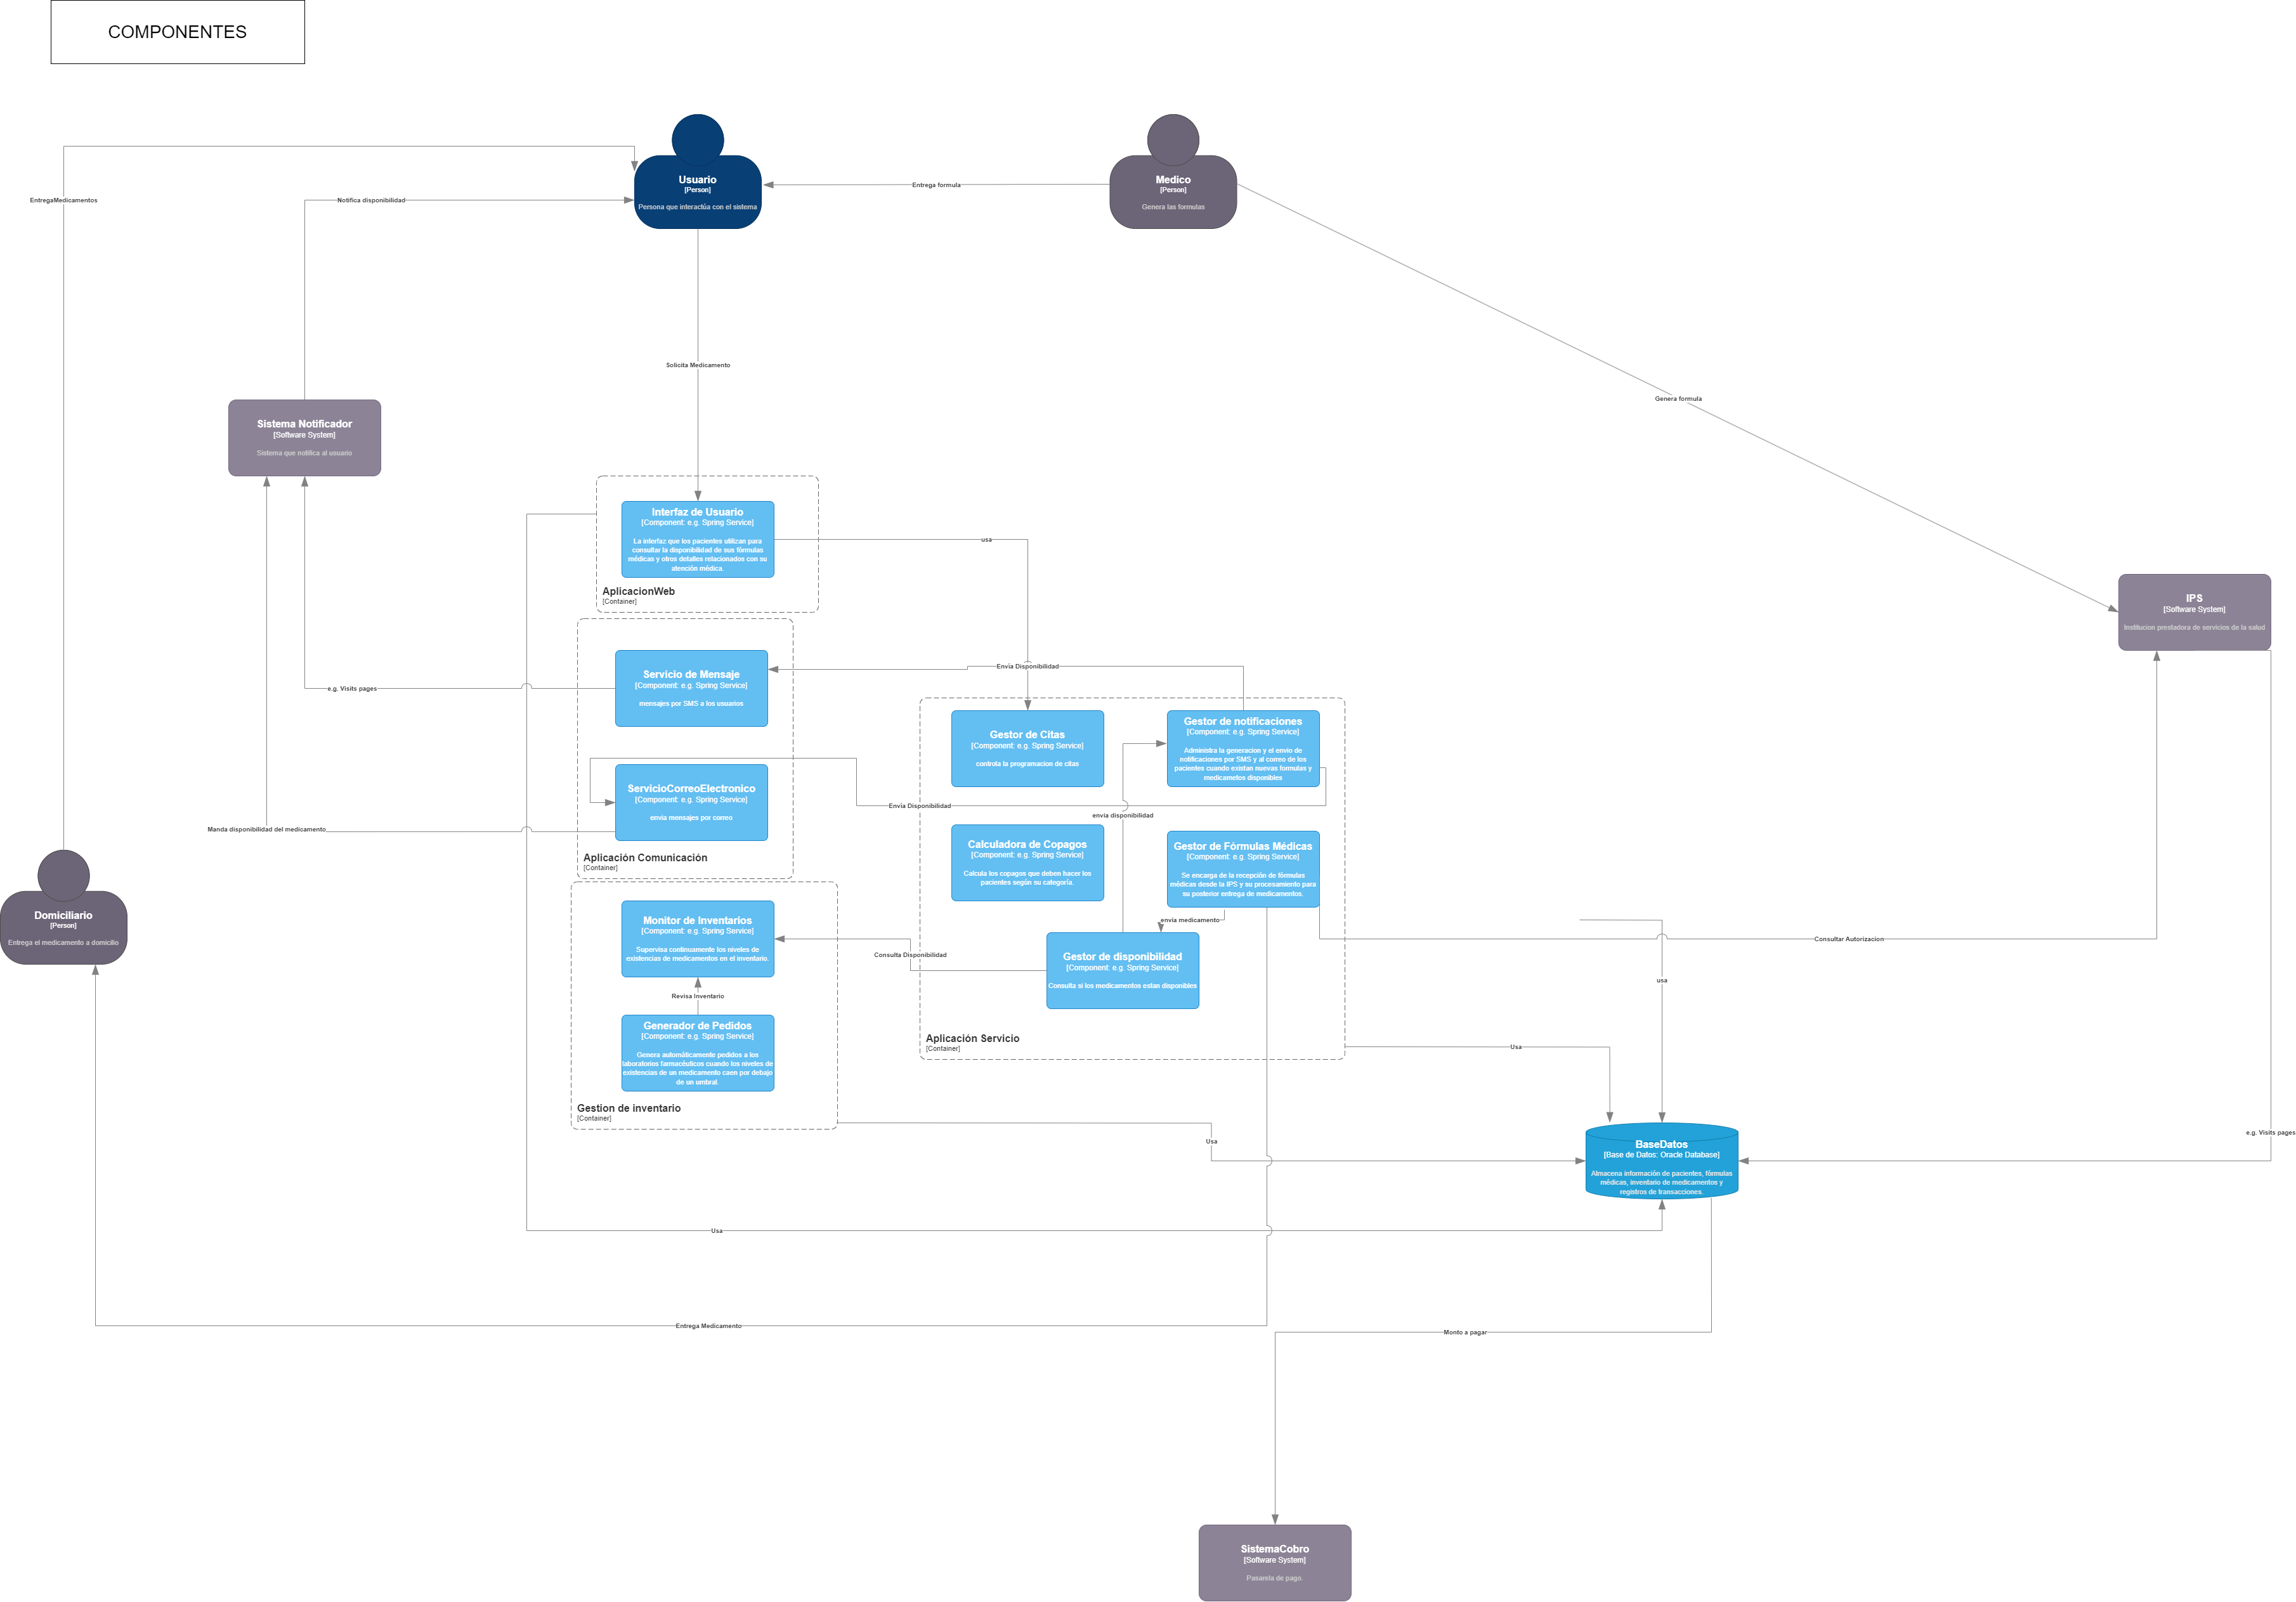 COMPONENTES
Usuario
[Person]
Persona que interactúa con el sistema
Medico
[Person]
Genera las formulas
Entrega formula
EntregaMedicamentos
Notifica disponibilidad
Solicita Medicamento
Genera formula
Sistema Notificador
[Software System]
Sistema que notifica al usuario
Interfaz de Usuario
[Component: e.g. Spring Service]
La interfaz que los pacientes utilizan para
consultar la disponibilidad de sus fórmulas
médicas y otros detalles relacionados con su
atención médica.
AplicacionWeb
[Container]
usa
IPS
[Software System]
Institucion prestadora de servicios de la salud
Servicio de Mensaje
[Component: e.g. Spring Service]
mensajes por SMS a los usuarios
e.g. Visits pages
Envia Disponibilidad
ServicioCorreoElectronico
[Component: e.g. Spring Service]
envia mensajes por correo
Manda disponibilidad del medicamento
Aplicación Comunicación
[Container]
Envia Disponibilidad
Gestor de Citas
[Component: e.g. Spring Service]
controla la programacion de citas
Gestor de notificaciones
[Component: e.g. Spring Service]
Administra la generacion y el envio de
notificaciones por SMS y al correo de los
pacientes cuando existan nuevas formulas y
medicametos disponibles
envia disponibilidad
Calculadora de Copagos
[Component: e.g. Spring Service]
Calcula los copagos que deben hacer los
pacientes según su categoría.
Gestor de Fórmulas Médicas
[Component: e.g. Spring Service]
Se encarga de la recepción de fórmulas
médicas desde la IPS y su procesamiento para
su posterior entrega de medicamentos.
envia medicamento
Gestor de disponibilidad
[Component: e.g. Spring Service]
Consulta si los medicamentos estan disponibles
Aplicación Servicio
[Container]
Domiciliario
[Person]
Entrega el medicamento a domicilio
Monitor de Inventarios
[Component: e.g. Spring Service]
Supervisa continuamente los niveles de
existencias de medicamentos en el inventario.
Consulta Disponibilidad
Revisa Inventario
Generador de Pedidos
[Component: e.g. Spring Service]
Genera automáticamente pedidos a los
laboratorios farmacéuticos cuando los niveles de
existencias de un medicamento caen por debajo
de un umbral.
Gestion de inventario
[Container]
Consultar Autorizacion
usa
Usa
Usa
e.g. Visits pages
BaseDatos
[Base de Datos: Oracle Database]
Almacena información de pacientes, fórmulas
médicas, inventario de medicamentos y
registros de transacciones.
Usa
Entrega Medicamento
Monto a pagar
SistemaCobro
[Software System]
Pasarela de pago.